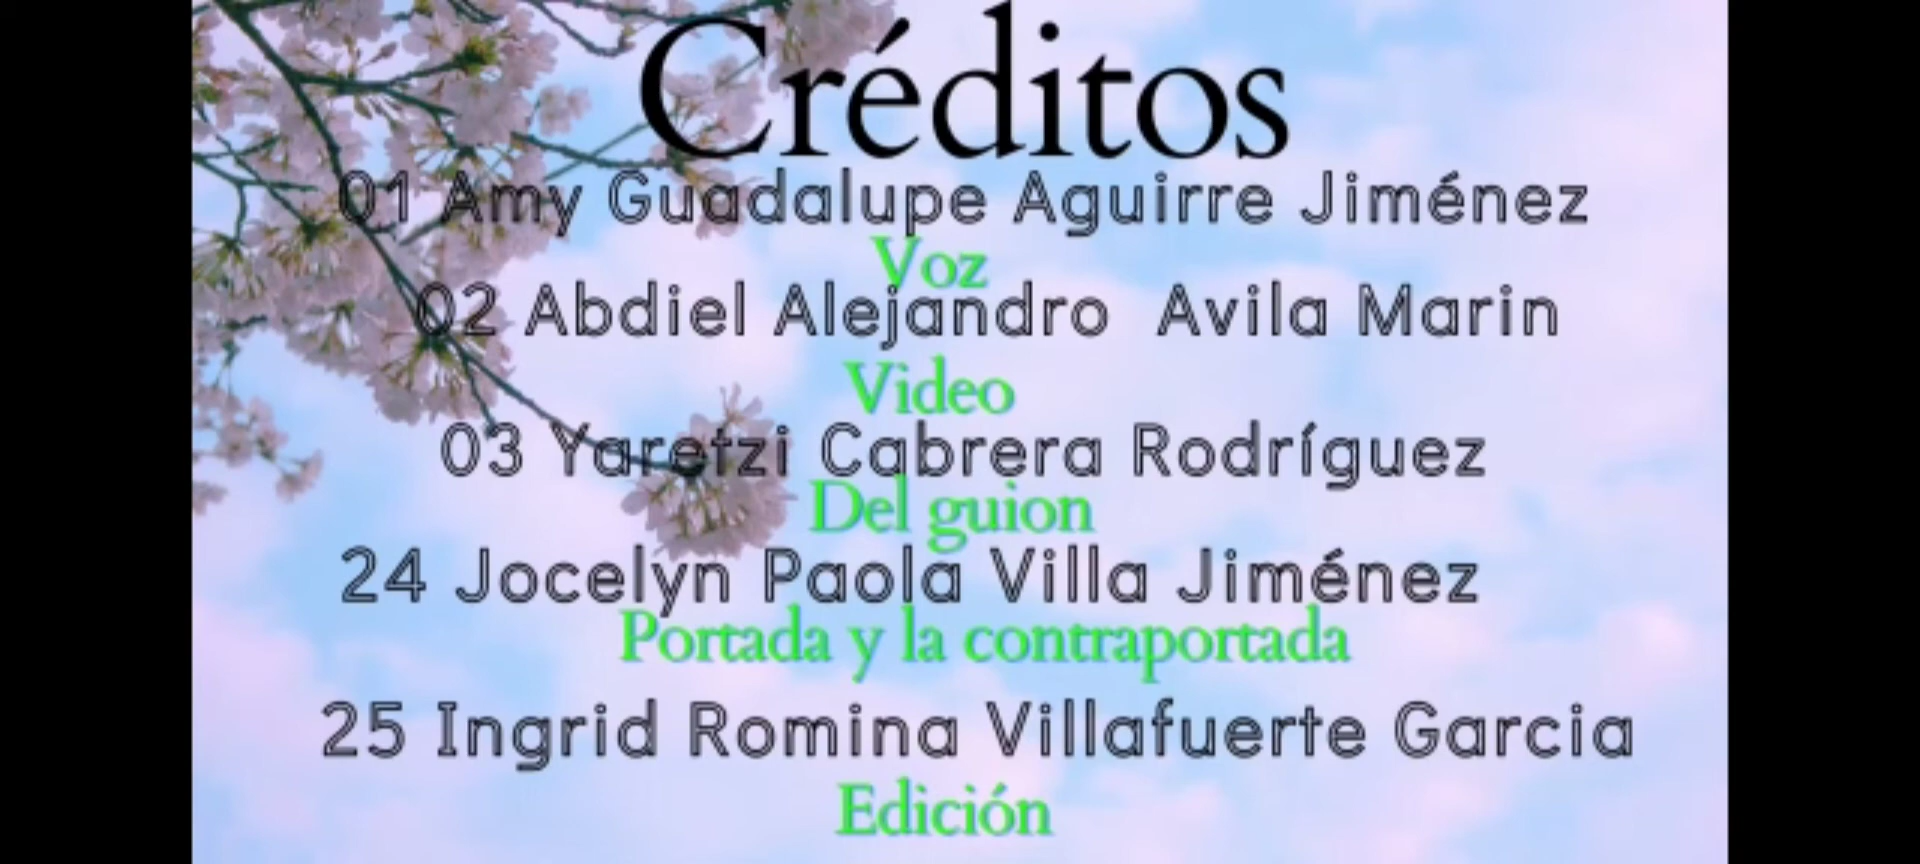 Créditos
01 Amy Guadalupe Aguirre Jiménez
Voz
02 Abdiel Alejandro Avila Marin
Video
03 Yaretzi Cabrera Rodríguez
Del guion
24 Jocelyn Paola Villa Jiménez
Portada y la contraportada
25 Ingrid Romina Villafuerte Garcia
Edición